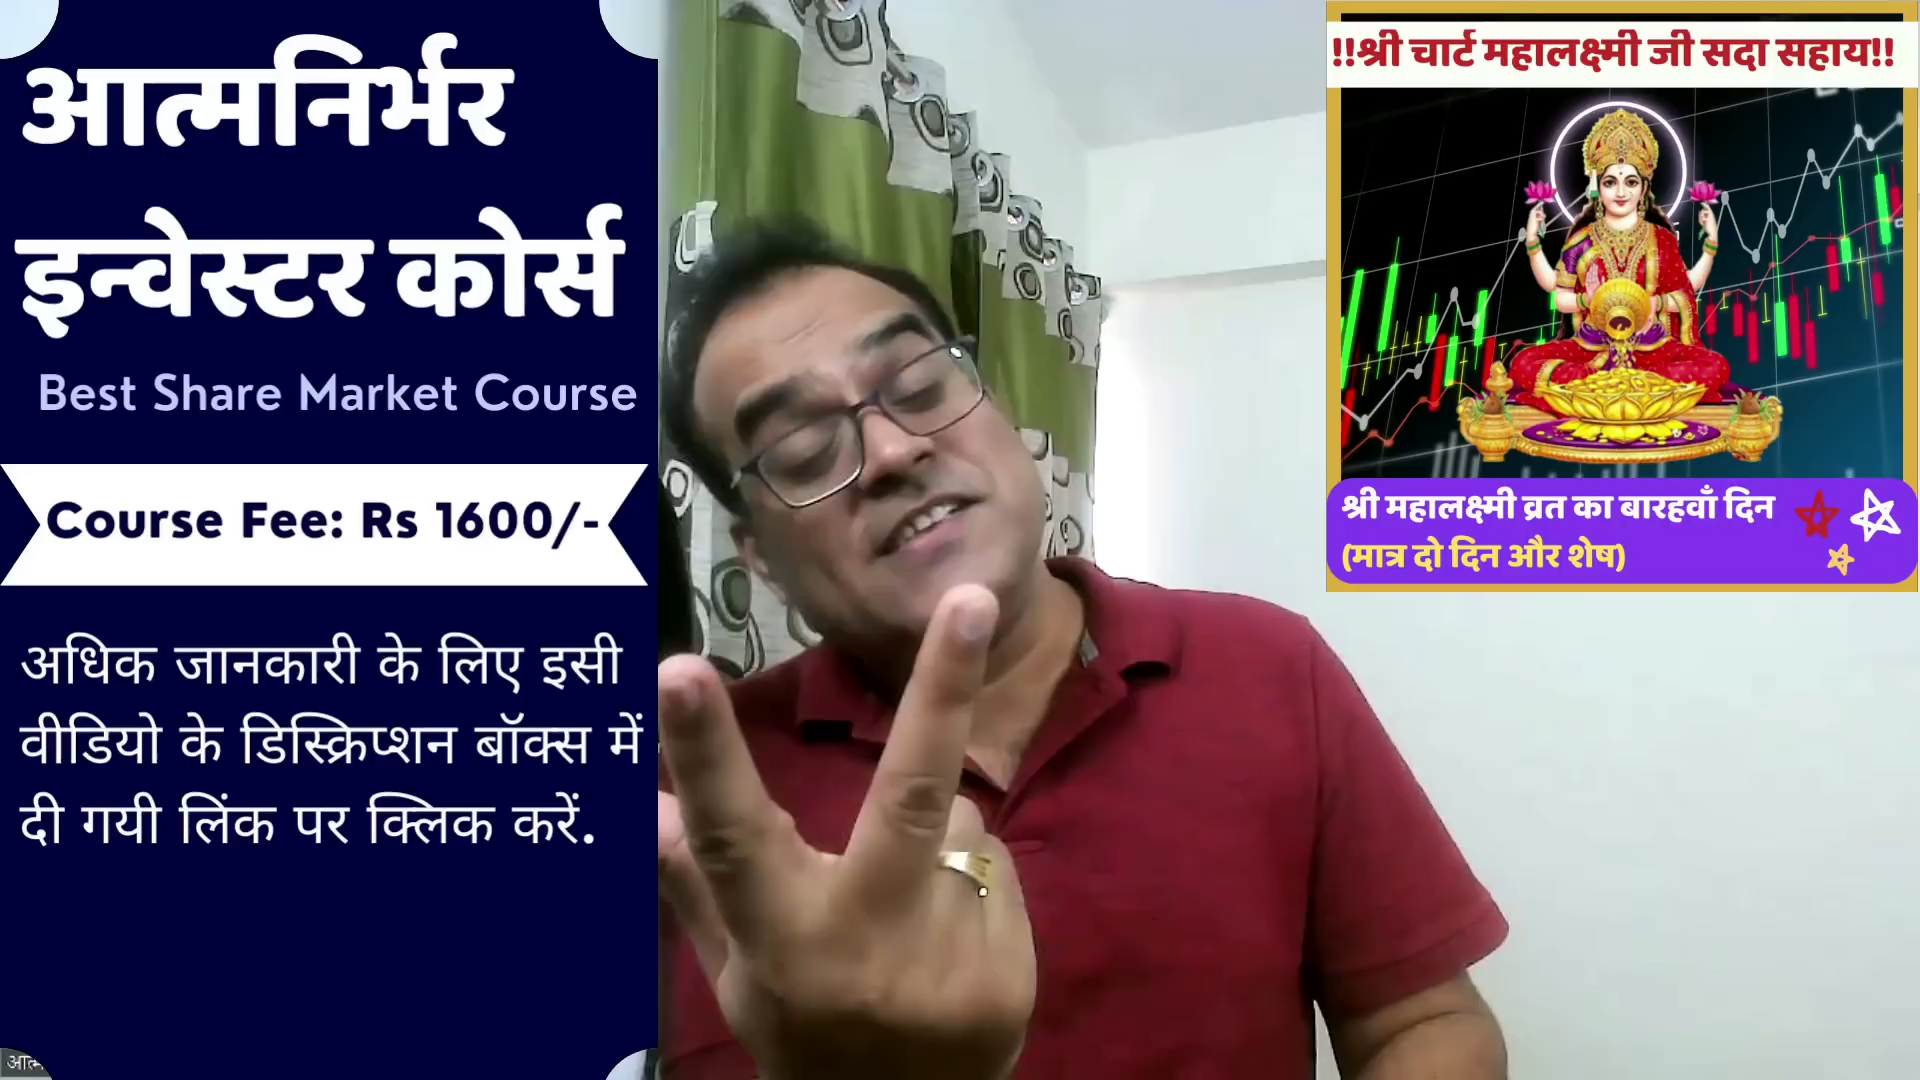 आत्मनिर्भर
इन्वेस्टर कोर्स
Best Share Market Course
Course Fee: Rs 1600/-
अधिक जानकारी के लिए इसी
वीडियो के डिस्क्रिप्शन बॉक्स में
दी गयी लिंक पर क्लिक करें.
!!श्री चार्ट महालक्ष्मी जी सदा सहाय!!
श्री महालक्ष्मी व्रत का बारहवाँ दिन
(मात्र दो दिन और शेष)